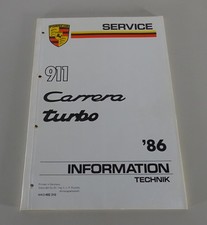 SERVICE
911
Carrera
turbo
'86
INFORMATION
TECHNIK